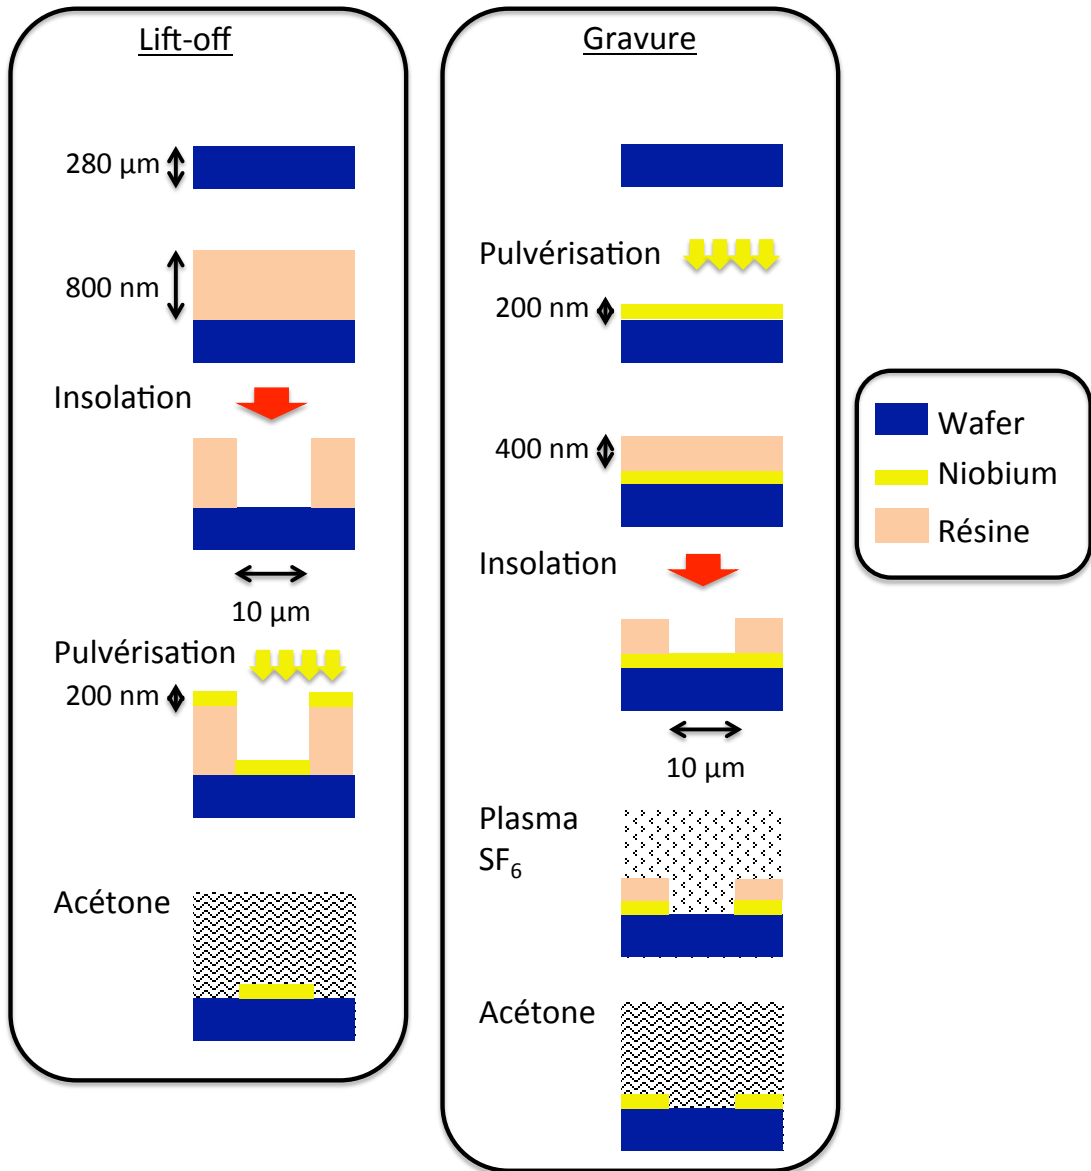 Lift-off
280 µm
800 nm
Insolation
10 µm
Pulvérisation
200 nm
Acétone
Gravure
Pulvérisation
200 nm
400 nm
Insolation
10 µm
Plasma
SF6
Acétone
Wafer
Niobium
Résine